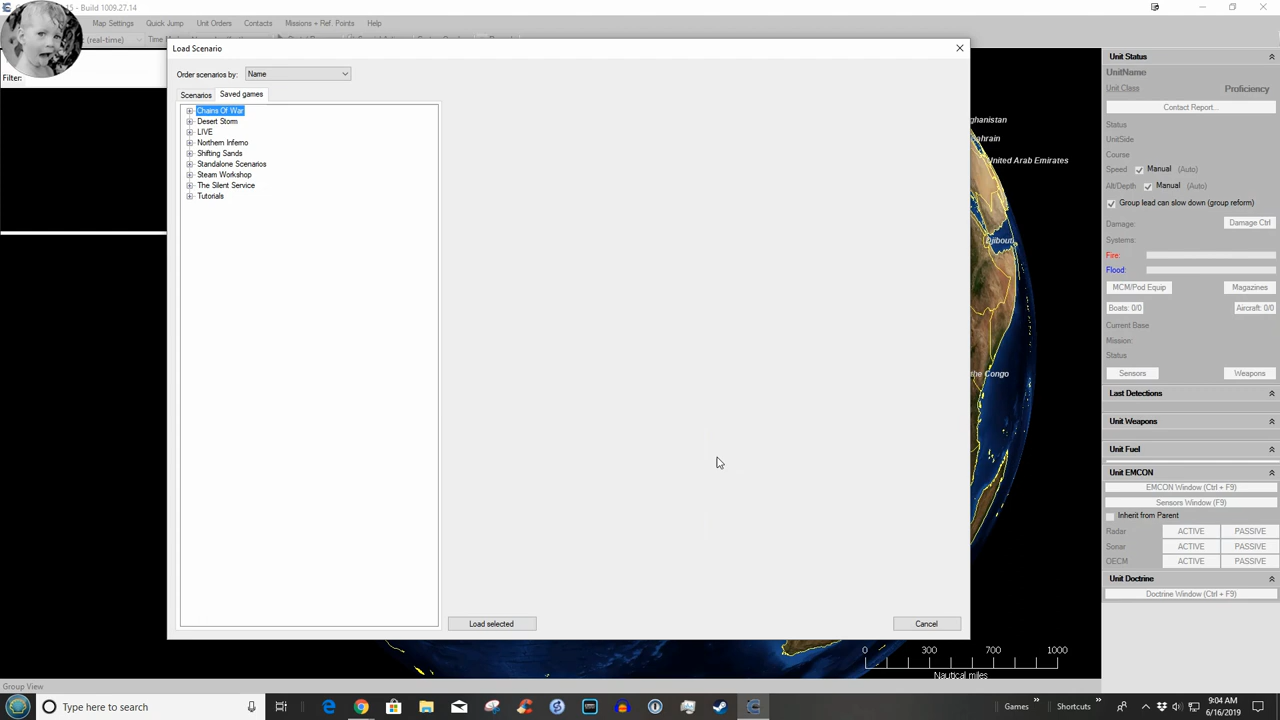 15 - Build 1009.27.14
Map Settings Quick Jump Unit Orders Contacts Missions + Ref. Points Help
(real-time)
Filter:
Load Scenario
Order scenarios by: Name
Scenarios Saved games
Chains Of War
Desert Storm
LIVE
Northern Inferno
Shifting Sands
Standalone Scenarios
Steam Workshop
The Silent Service
Tutorials
Load selected Cancel
ghanistan
ahrain
United Arab Emirates
Djibouti
the Congo
Unit Status
UnitName
Unit Class Proficiency
Contact Report...
Status
UnitSide
Course
Speed Manual (Auto)
Alt/Depth Manual (Auto)
Group lead can slow down (group reform)
Damage: Damage Ctrl
Systems:
Fire:
Flood:
MCM/Pod Equip Magazines
Boats: 0/0 Aircraft: 0/0
Current Base
Mission:
Status
Sensors Weapons
Last Detections
Unit Weapons
Unit Fuel
Unit EMCON
EMCON Window (Ctrl + F9)
Sensors Window (F9)
Inherit from Parent
Radar ACTIVE PASSIVE
Sonar ACTIVE PASSIVE
OECM ACTIVE PASSIVE
Unit Doctrine
Doctrine Window (Ctrl + F9)
0 300 700 1000
Nautical miles
Group View
Type here to search
Games Shortcuts
9:04 AM
6/16/2019